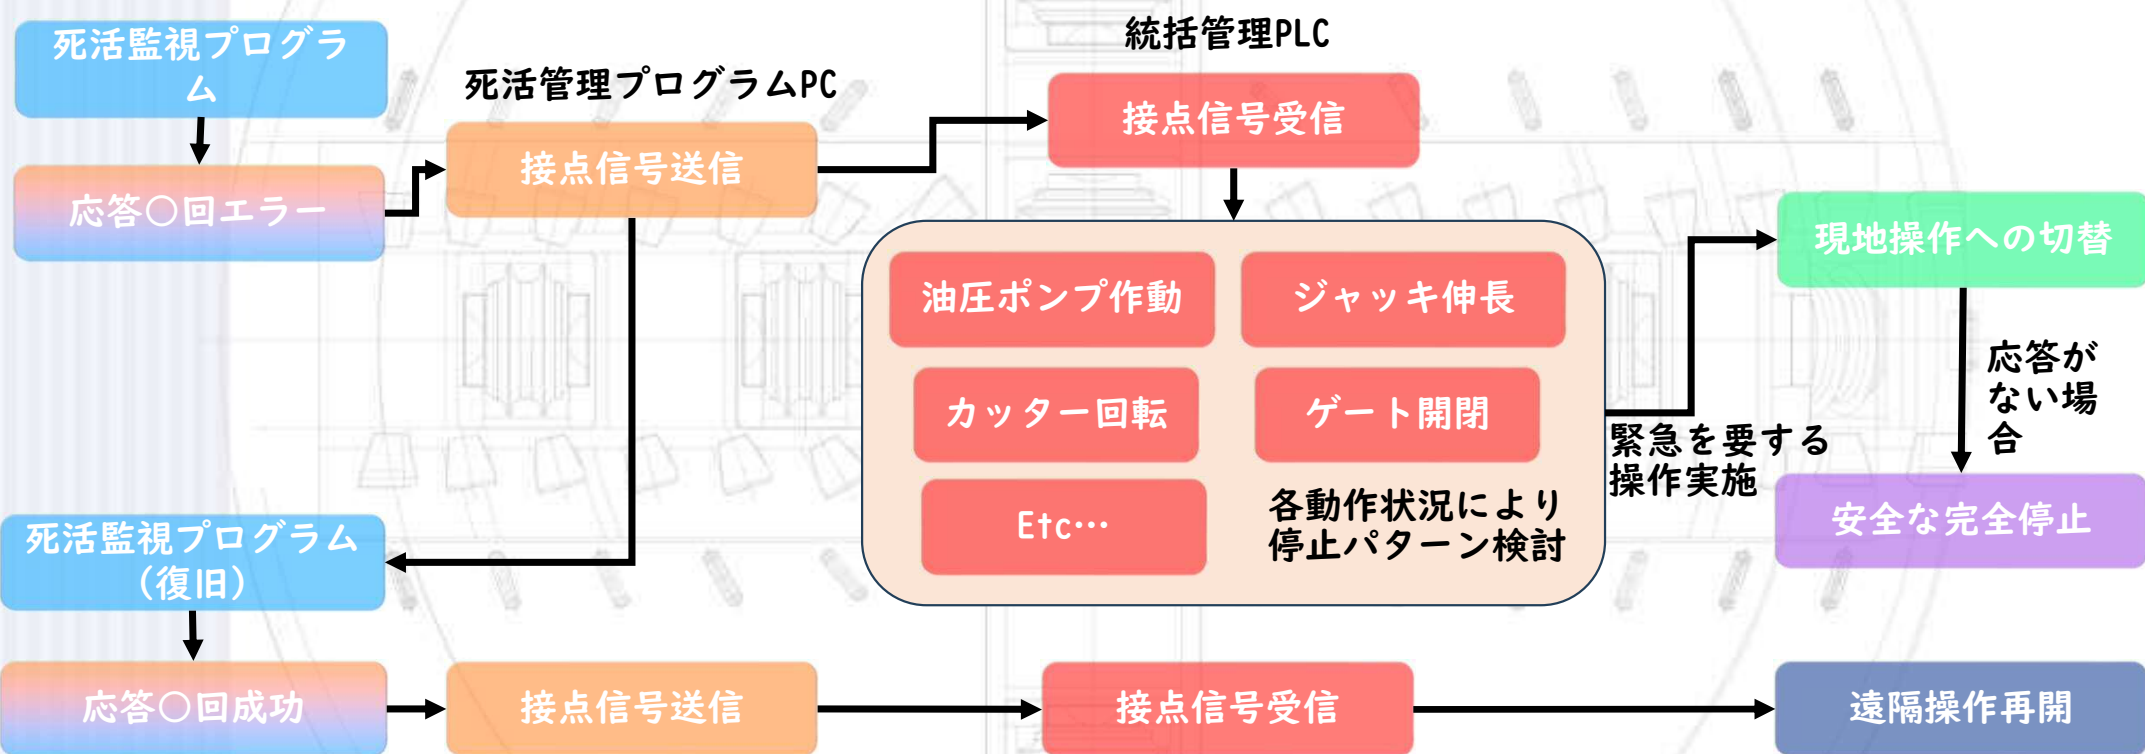 死活監視プログラ
ム
応答〇回エラー
死活管理プログラムPC
接点信号送信
統括管理PLC
接点信号受信
油圧ポンプ作動
ジャッキ伸長
カッター回転
ゲート開閉
Etc…
各動作状況により
停止パターン検討
緊急を要する
操作実施
現地操作への切替
応答が
ない場
合
安全な完全停止
死活監視プログラム
（復旧）
応答〇回成功
接点信号送信
接点信号受信
遠隔操作再開